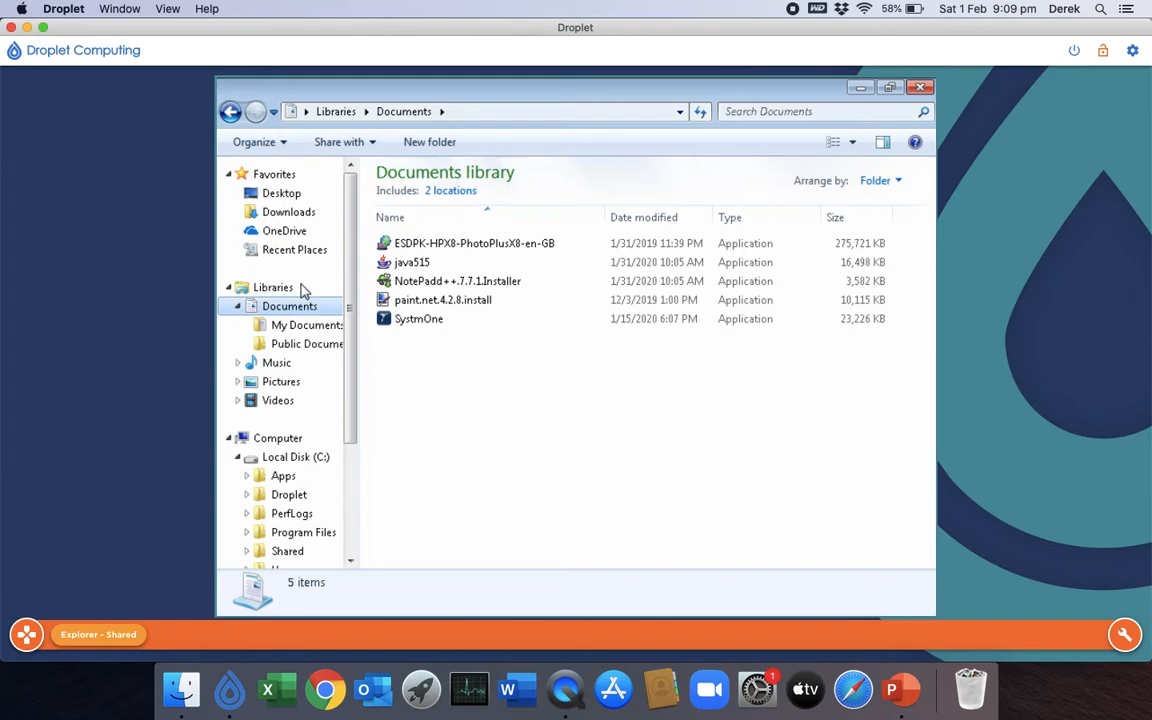 Droplet Window View Help WD 58% Sat 1 Feb 9:09 pm Derek
Droplet
Droplet Computing
Libraries Documents Search Documents
Organize Share with New folder
Favorites
Desktop
Downloads
OneDrive
Recent Places
Libraries
Documents
My Documents
Public Docume
Music
Pictures
Videos
Computer
Local Disk (C:)
Apps
Droplet
PerfLogs
Program Files
Shared
Documents library
Includes: 2 locations
Arrange by: Folder
Name Date modified Type Size
ESDPK-HPX8-PhotoPlusX8-en-GB 1/31/2019 11:39 PM Application 275,721 KB
java515 1/31/2020 10:05 AM Application 16,498 KB
NotePadd++.7.7.1.Installer 1/31/2020 10:05 AM Application 3,582 KB
paint.net.4.2.8.install 12/3/2019 1:00 PM Application 10,115 KB
SystmOne 1/15/2020 6:07 PM Application 23,226 KB
5 items
Explorer - Shared
1
tv